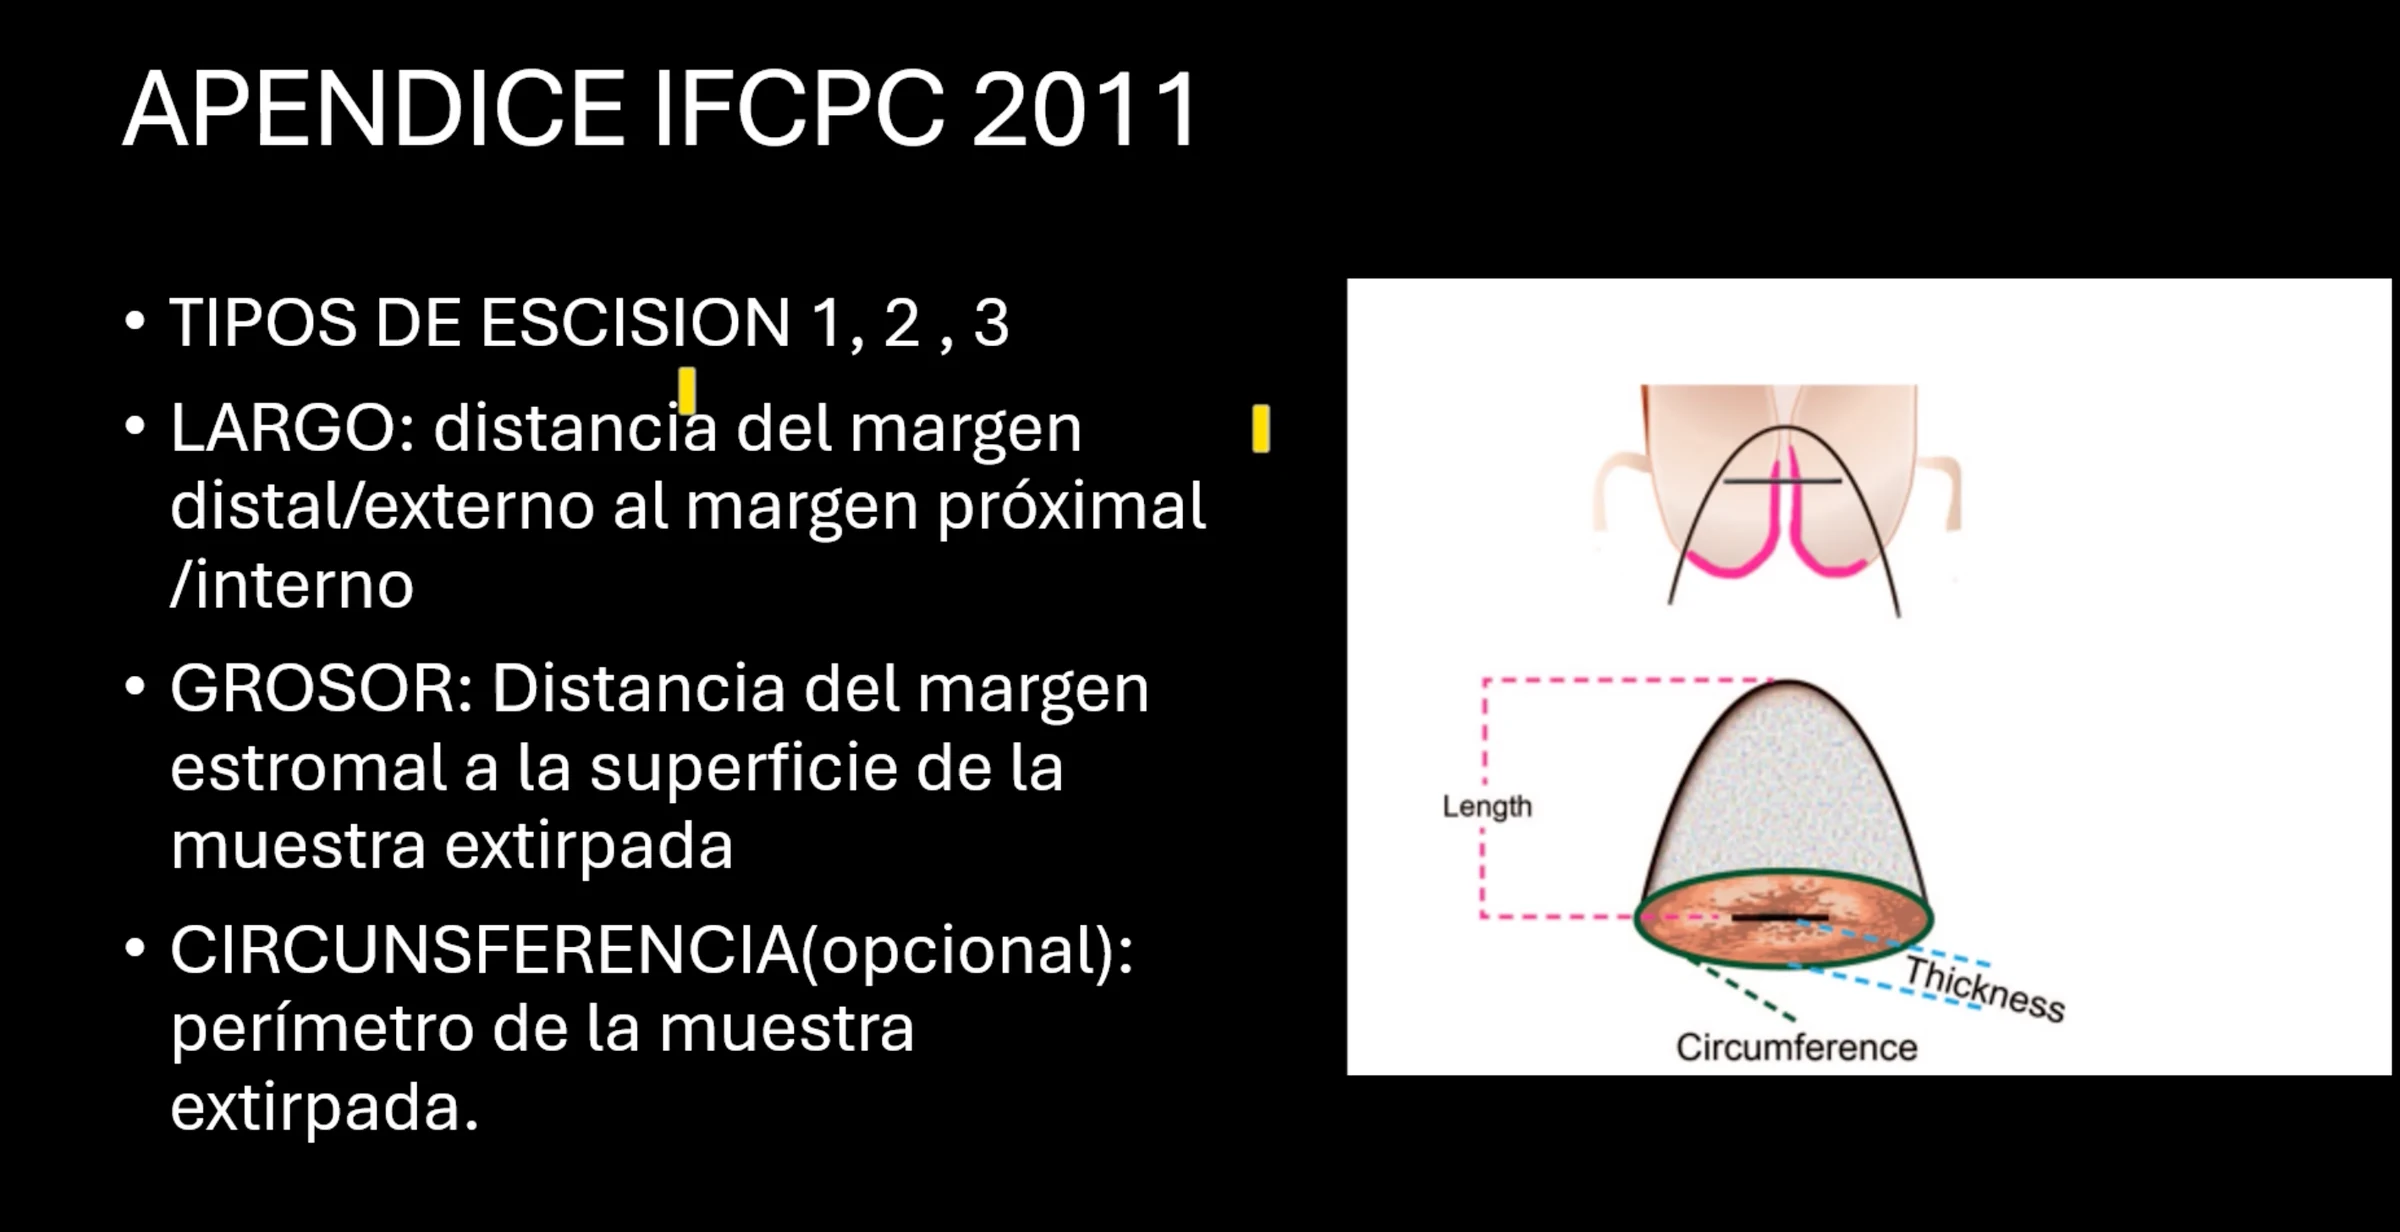 APENDICE IFCPC 2011
• TIPOS DE ESCISION 1, 2 , 3
• LARGO: distancia del margen
distal/externo al margen próximal
/interno
• GROSOR: Distancia del margen
estromal a la superficie de la
muestra extirpada
• CIRCUNSFERENCIA(opcional):
perímetro de la muestra
extirpada.
Length
Thickness
Circumference